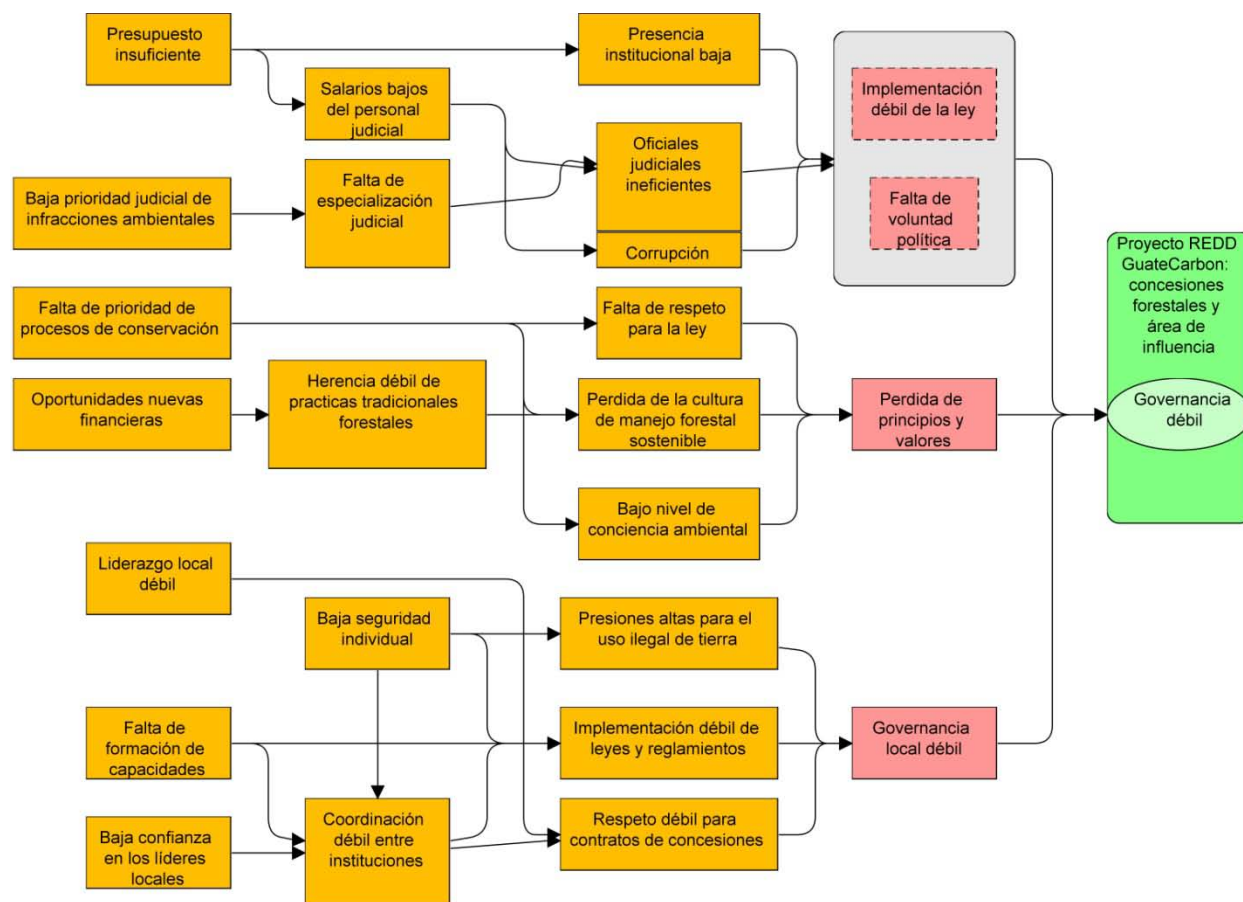 Presupuesto
insuficiente
Presencia
institucional baja
Salarios bajos
del personal
judicial
Implementación
débil de la ley
Oficiales
judiciales
ineficientes
Baja prioridad judicial de
infracciones ambientales
Falta de
especialización
judicial
Falta de
voluntad
política
Corrupción
Proyecto REDD
GuateCarbon:
concesiones
forestales y
área de
influencia
Governancia
débil
Falta de prioridad de
procesos de conservación
Falta de respeto
para la ley
Oportunidades nuevas
financieras
Herencia débil de
practicas tradicionales
forestales
Perdida de la cultura
de manejo forestal
sostenible
Perdida de
principios y
valores
Bajo nivel de
conciencia ambiental
Liderazgo local
débil
Baja seguridad
individual
Presiones altas para el
uso ilegal de tierra
Falta de
formación de
capacidades
Implementación débil de
leyes y reglamientos
Governancia
local débil
Baja confianza
en los líderes
locales
Coordinación
débil entre
instituciones
Respeto débil para
contratos de concesiones